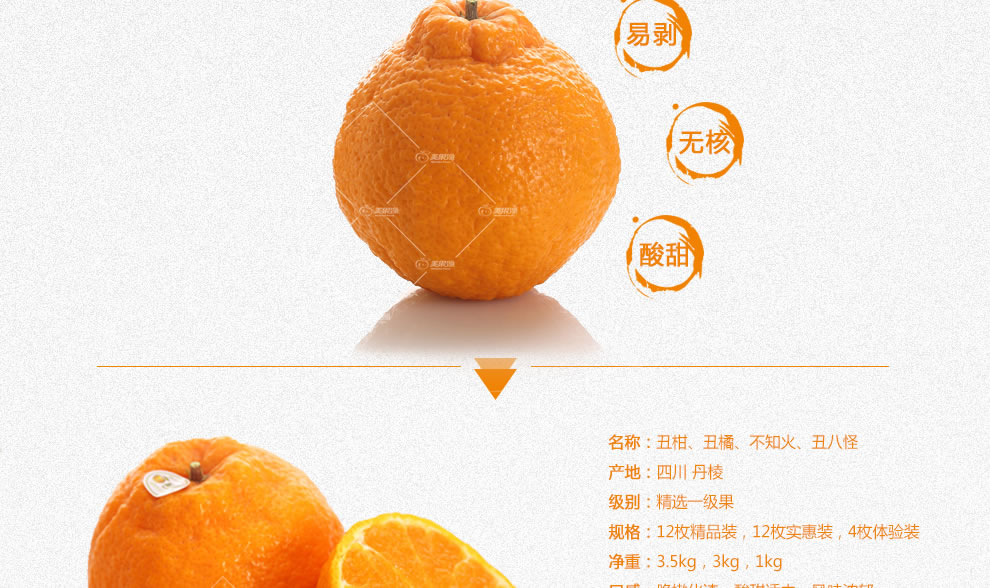 易剥
无核
酸甜
名称：丑柑、丑橘、不知火、丑八怪
产地：四川 丹棱
级别：精选一级果
规格：12枚精品装，12枚实惠装，4枚体验装
净重：3.5kg，3kg，1kg